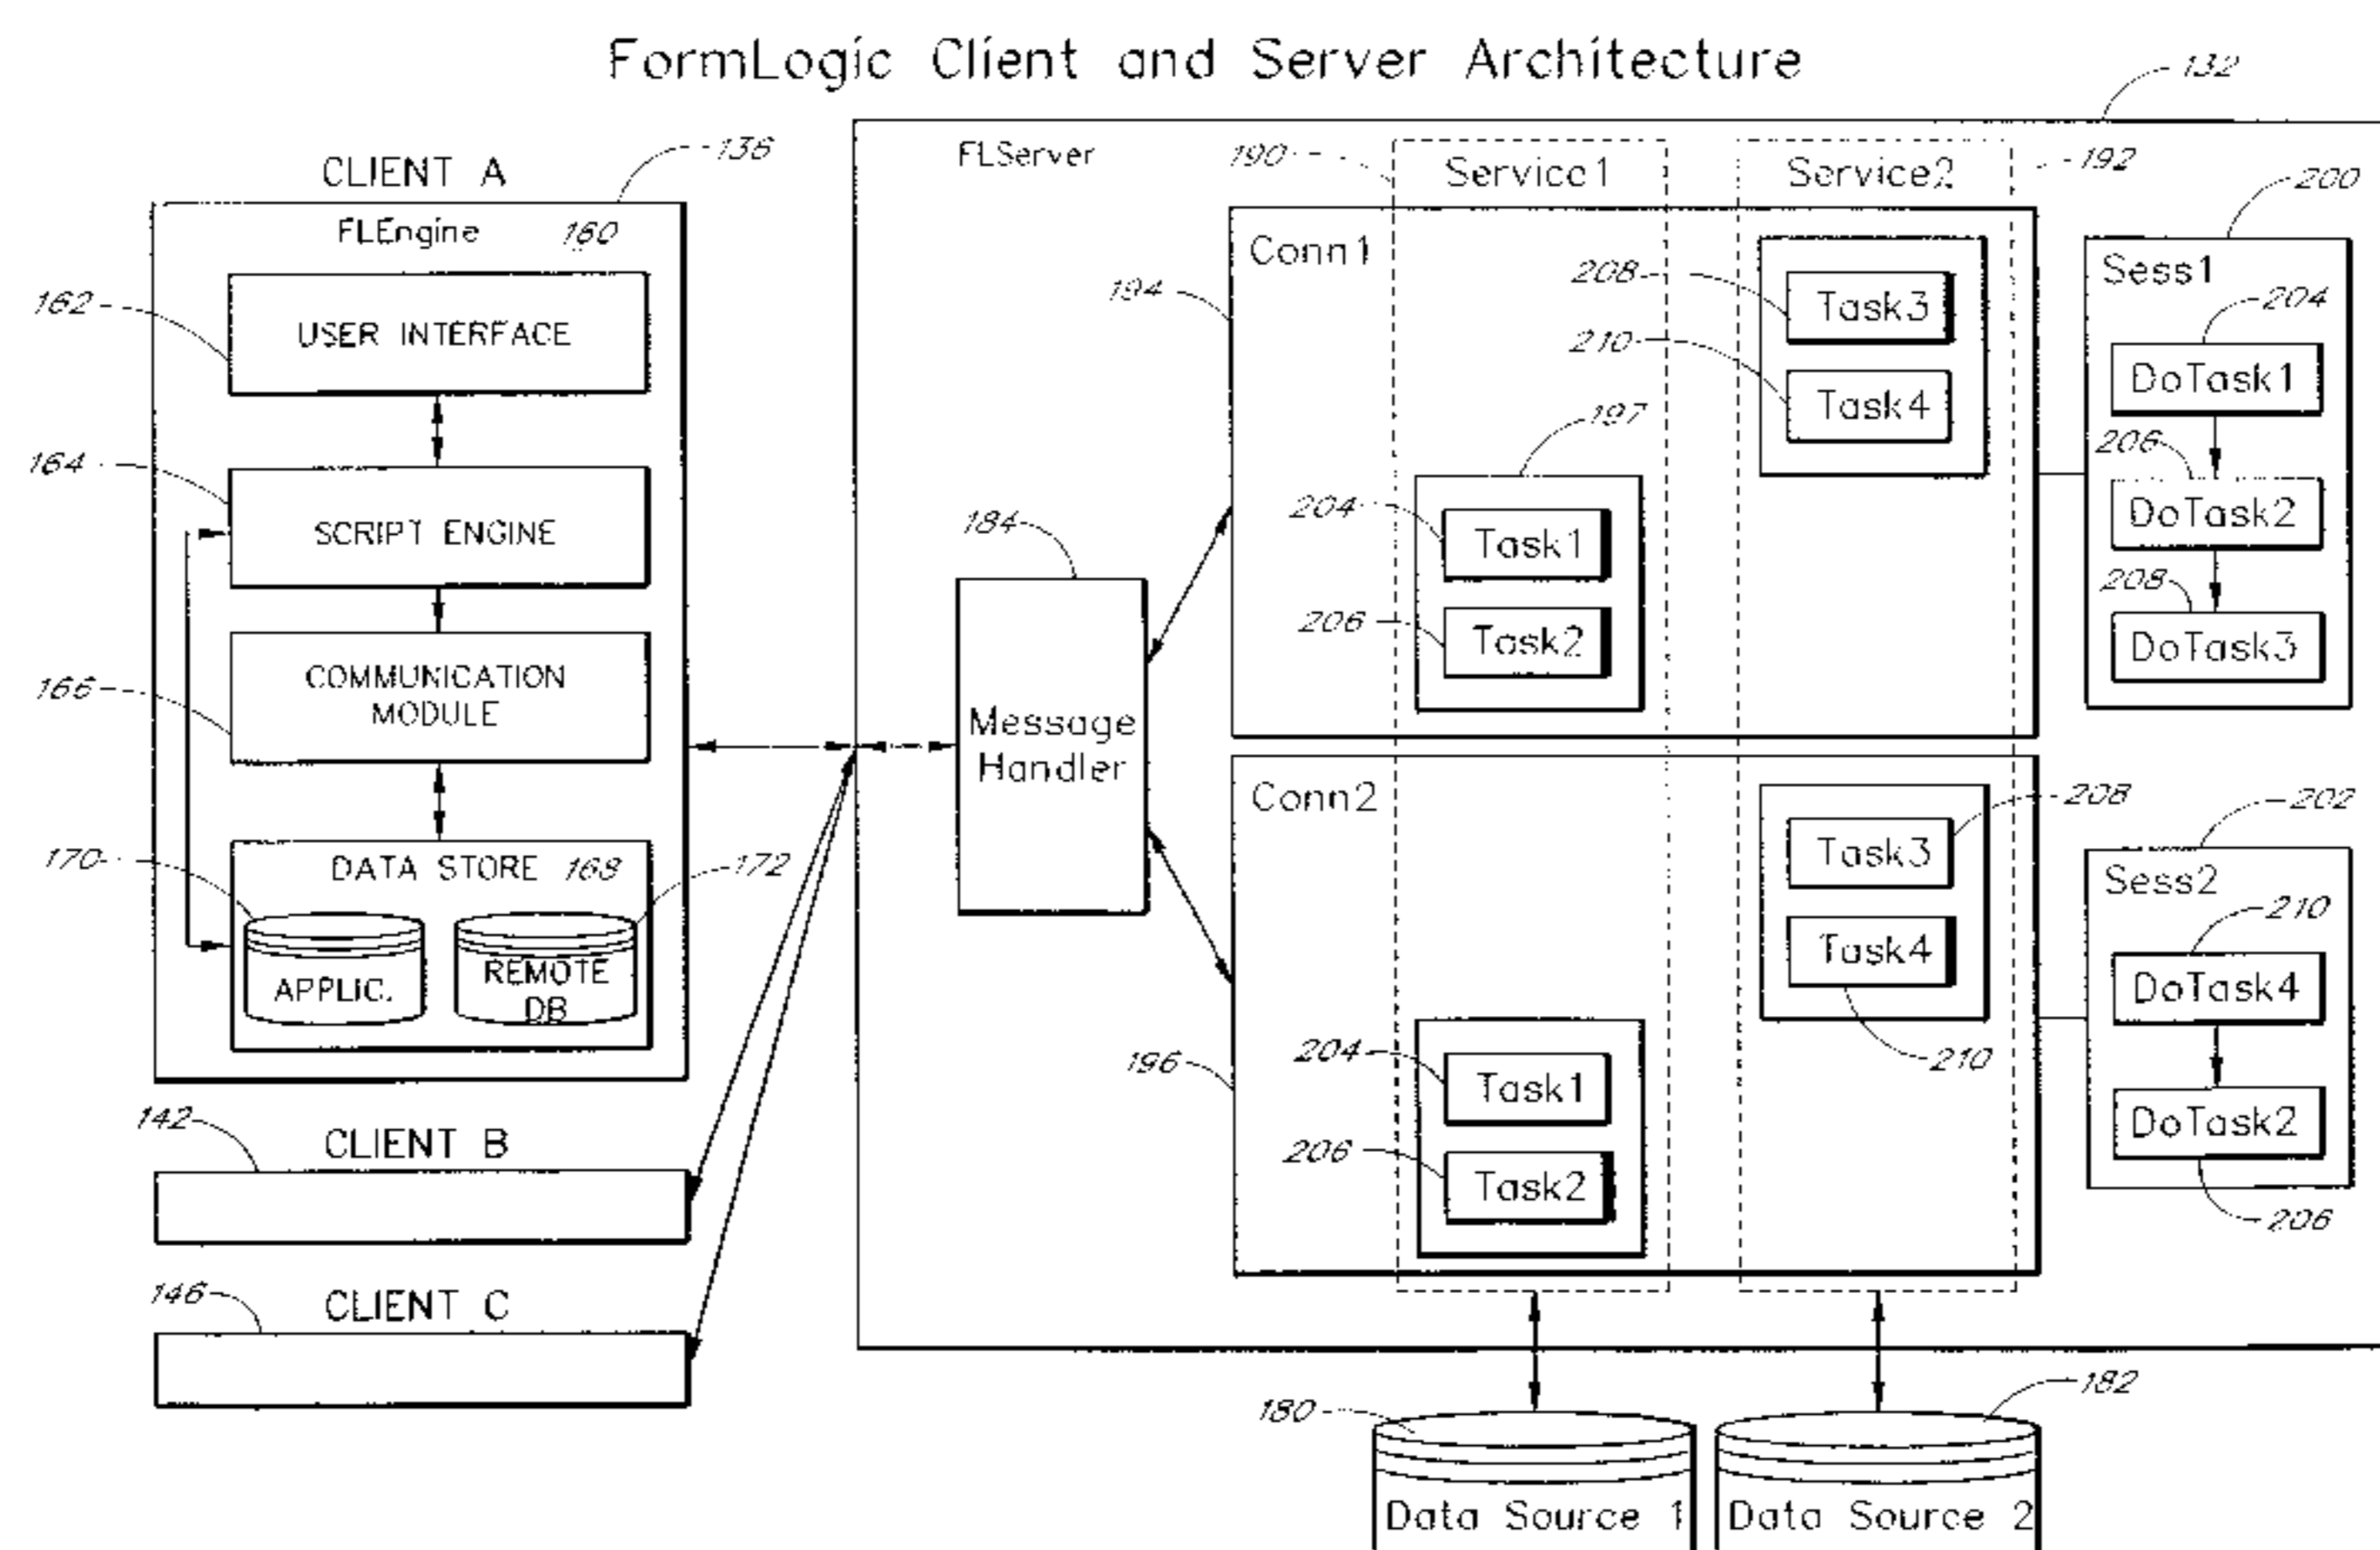 FormLogic Client and Server Architecture
132
CLIENT A
136
FLEngine 160
162
USER INTERFACE
164
SCRIPT ENGINE
166
COMMUNICATION
MODULE
170
DATA STORE 168
172
APPLIC.
REMOTE
DB
142
CLIENT B
146
CLIENT C
FLServer
190
Service1
Service2
192
184
Message
Handler
194
Conn1
208
Task3
210
Task4
197
204
Task1
206
Task2
200
Sess1
204
DoTask1
206
DoTask2
208
DoTask3
196
Conn2
Task3
208
Task4
210
204
Task1
206
Task2
202
Sess2
210
DoTask4
DoTask2
206
180
Data Source 1
182
Data Source 2